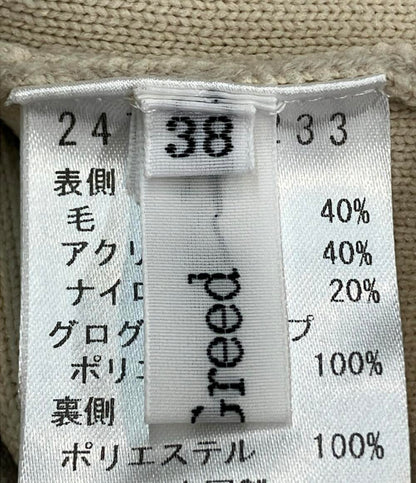 38
Greed
24 33
表側
毛 40%
アクリ 40%
ナイロ 20%
グログ プ
ポリエ 100%
裏側
ポリエステル 100%